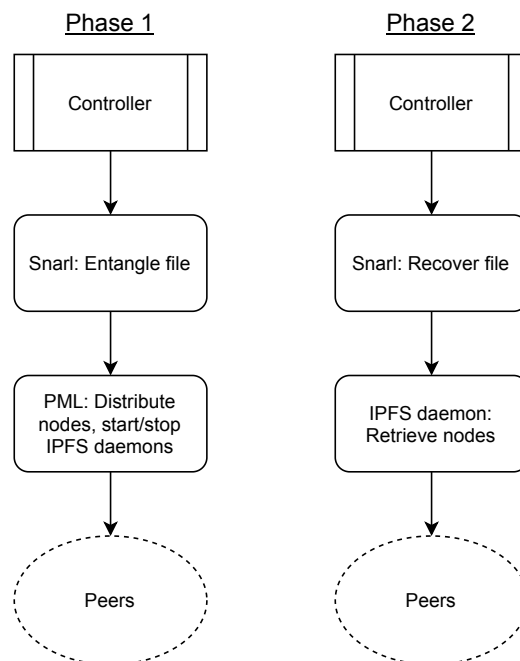 Phase 1
Controller
Snarl: Entangle file
PML: Distribute
nodes, start/stop
IPFS daemons
Peers
Phase 2
Controller
Snarl: Recover file
IPFS daemon:
Retrieve nodes
Peers